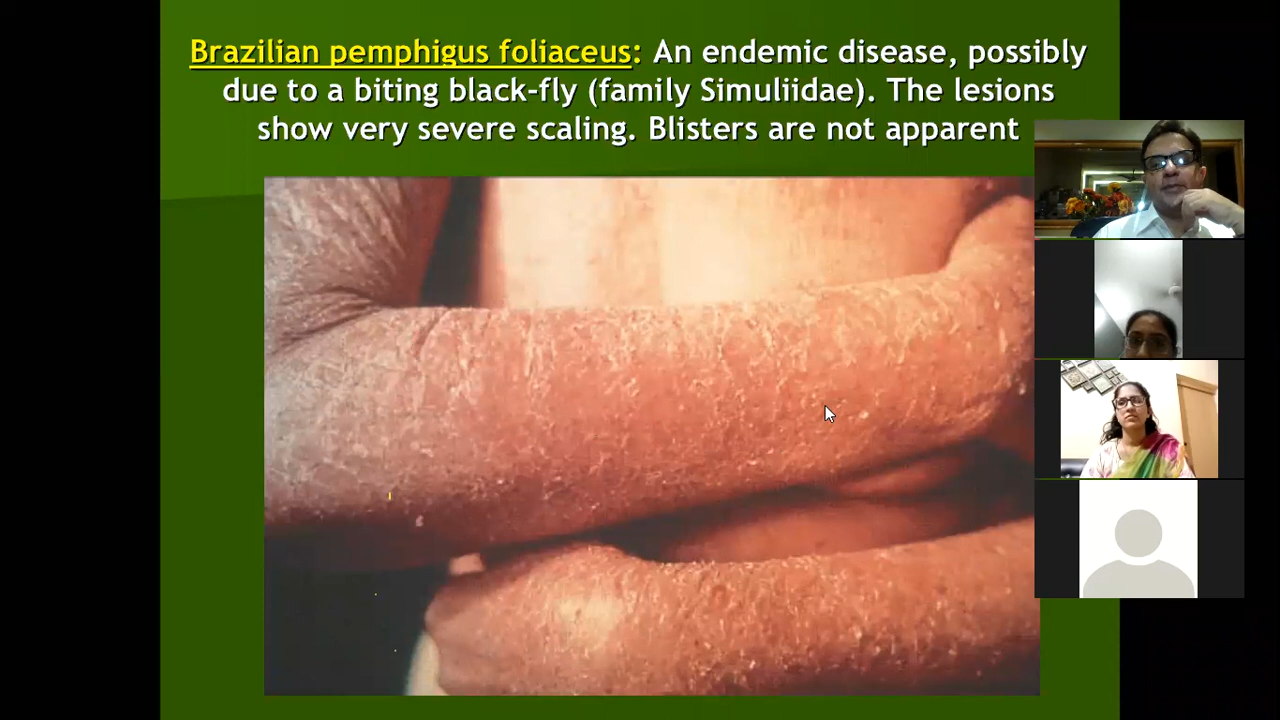 Brazilian pemphigus foliaceus: An endemic disease, possibly
due to a biting black-fly (family Simuliidae). The lesions
show very severe scaling. Blisters are not apparent